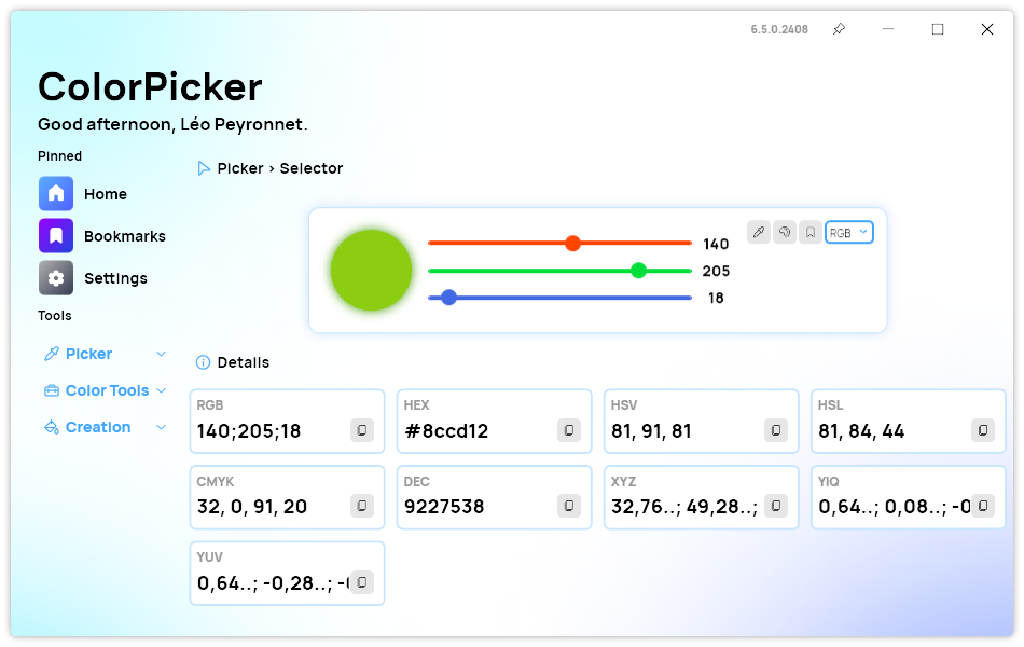 6.5.0.2408
ColorPicker
Good afternoon, Léo Peyronnet.
Pinned
Home
Bookmarks
Settings
Tools
Picker
Color Tools
Creation
Picker › Selector
140
205
18
RGB
Details
RGB
140;205;18
HEX
#8ccd12
HSV
81, 91, 81
HSL
81, 84, 44
CMYK
32, 0, 91, 20
DEC
9227538
XYZ
32,76..; 49,28..;
YIQ
0,64..; 0,08..; -0
YUV
0,64..; -0,28..; -